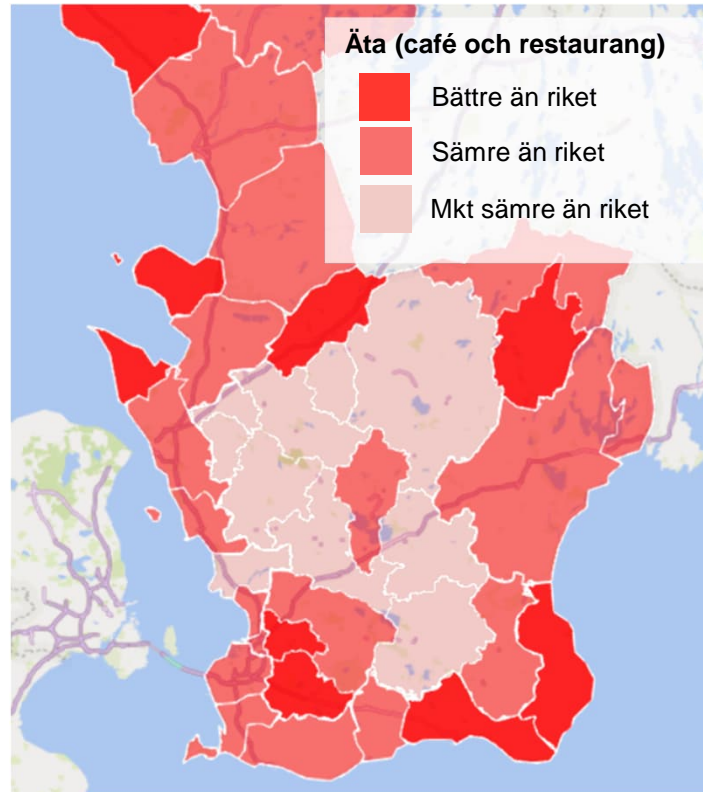 Äta (café och restaurang)
Bättre än riket
Sämre än riket
Mkt sämre än riket